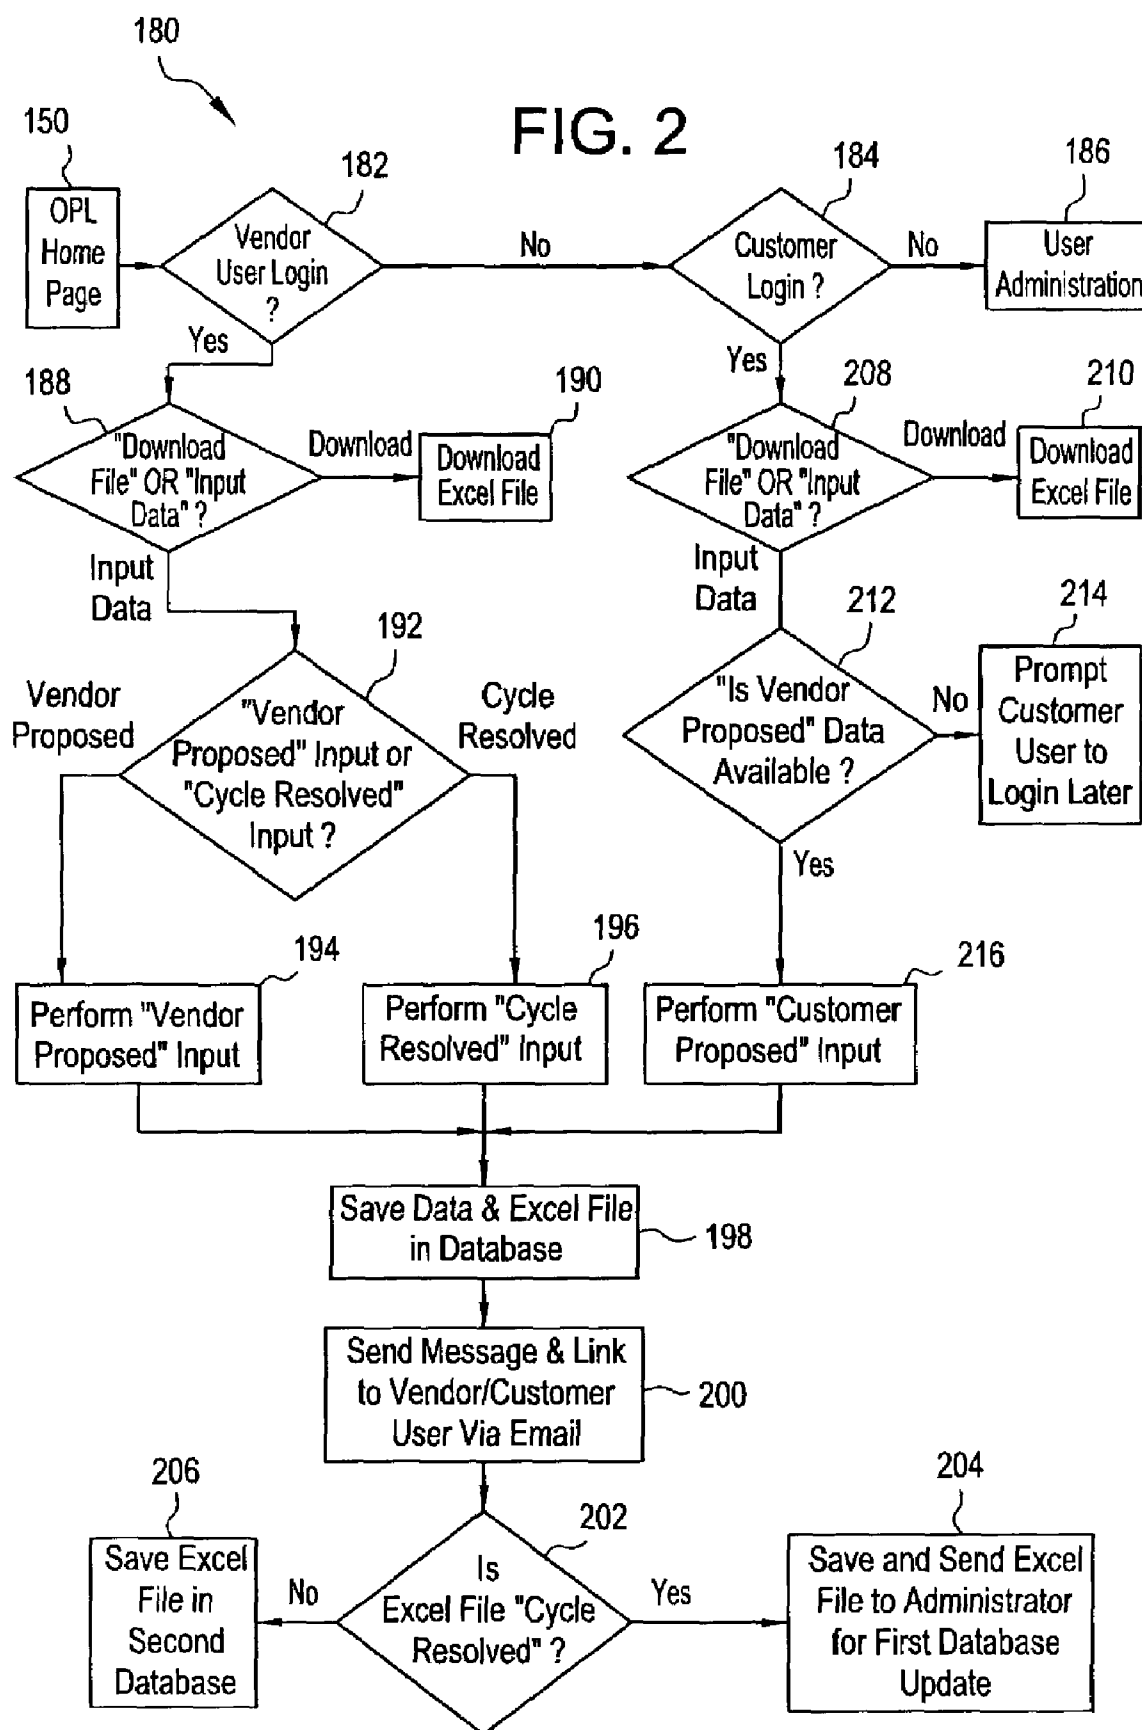 180
FIG. 2
150
182
184
186
OPL
Home
Page
Vendor
User Login
?
No
Customer
Login ?
No
User
Administration
Yes
Yes
188
190
208
210
"Download
File" OR "Input
Data" ?
Download
Download
Excel File
"Download
File" OR "Input
Data" ?
Download
Download
Excel File
Input
Data
Input
Data
192
212
214
Vendor
Proposed
"Vendor
Proposed" Input or
"Cycle Resolved"
Input ?
Cycle
Resolved
"Is Vendor
Proposed" Data
Available ?
No
Prompt
Customer
User to
Login Later
Yes
194
196
216
Perform "Vendor
Proposed" Input
Perform "Cycle
Resolved" Input
Perform "Customer
Proposed" Input
Save Data & Excel File
in Database
198
Send Message & Link
to Vendor/Customer
User Via Email
200
206
202
204
Save Excel
File in
Second
Database
No
Is
Excel File "Cycle
Resolved" ?
Yes
Save and Send Excel
File to Administrator
for First Database
Update